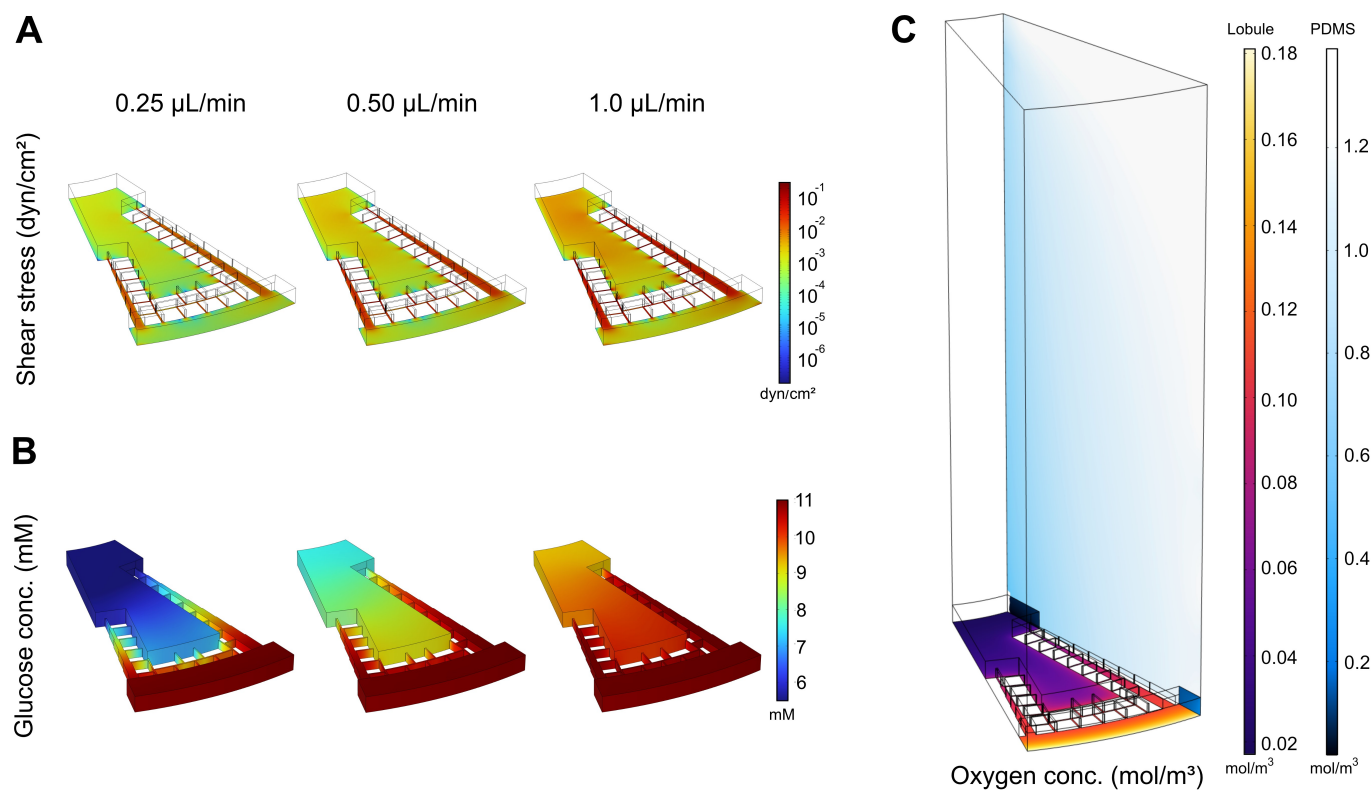 A
0.25 µL/min
0.50 µL/min
1.0 µL/min
Shear stress (dyn/cm²)
10⁻¹
10⁻²
10⁻³
10⁻⁴
10⁻⁵
10⁻⁶
dyn/cm²
B
Glucose conc. (mM)
11
10
9
8
7
6
mM
C
Lobule
0.18
0.16
0.14
0.12
0.10
0.08
0.06
0.04
0.02
mol/m³
PDMS
1.2
1.0
0.8
0.6
0.4
0.2
mol/m³
Oxygen conc. (mol/m³)